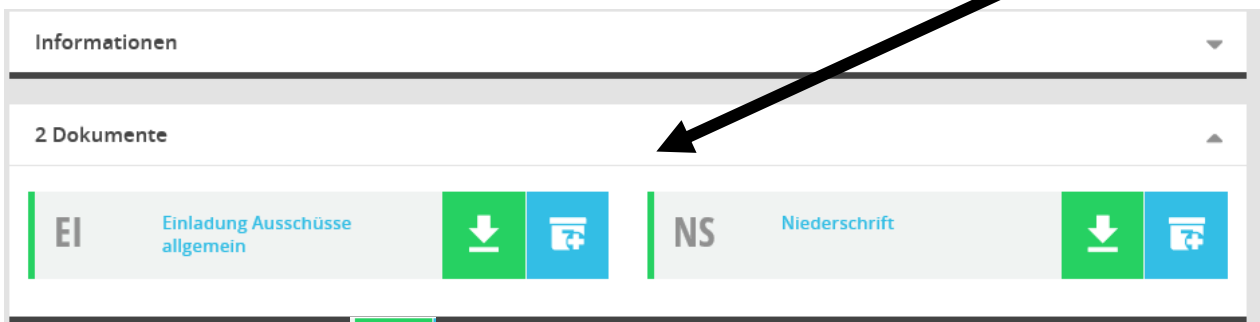 Informationen
2 Dokumente
EI
Einladung Ausschüsse
allgemein
NS
Niederschrift